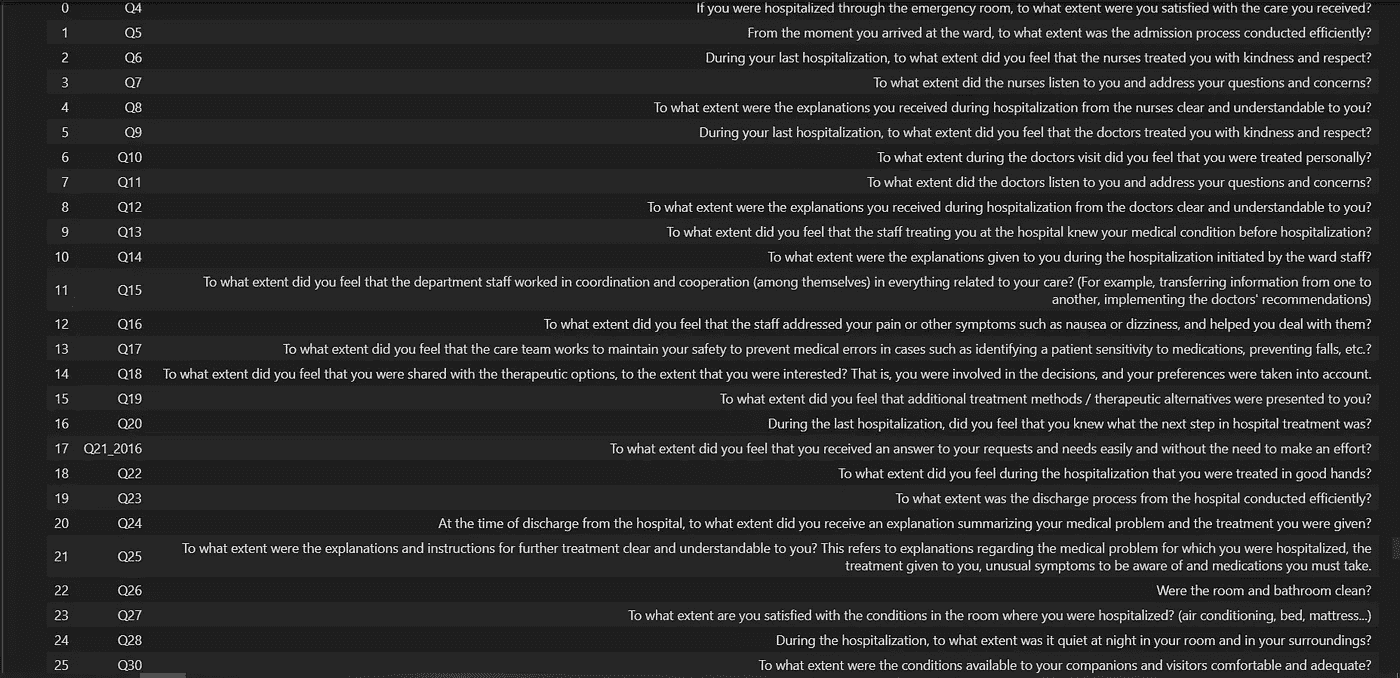 0 Q4 If you were hospitalized through the emergency room, to what extent were you satisfied with the care you received?
1 Q5 From the moment you arrived at the ward, to what extent was the admission process conducted efficiently?
2 Q6 During your last hospitalization, to what extent did you feel that the nurses treated you with kindness and respect?
3 Q7 To what extent did the nurses listen to you and address your questions and concerns?
4 Q8 To what extent were the explanations you received during hospitalization from the nurses clear and understandable to you?
5 Q9 During your last hospitalization, to what extent did you feel that the doctors treated you with kindness and respect?
6 Q10 To what extent during the doctors visit did you feel that you were treated personally?
7 Q11 To what extent did the doctors listen to you and address your questions and concerns?
8 Q12 To what extent were the explanations you received during hospitalization from the doctors clear and understandable to you?
9 Q13 To what extent did you feel that the staff treating you at the hospital knew your medical condition before hospitalization?
10 Q14 To what extent were the explanations given to you during the hospitalization initiated by the ward staff?
11 Q15 To what extent did you feel that the department staff worked in coordination and cooperation (among themselves) in everything related to your care? (For example, transferring information from one to
another, implementing the doctors' recommendations)
12 Q16 To what extent did you feel that the staff addressed your pain or other symptoms such as nausea or dizziness, and helped you deal with them?
13 Q17 To what extent did you feel that the care team works to maintain your safety to prevent medical errors in cases such as identifying a patient sensitivity to medications, preventing falls, etc.?
14 Q18 To what extent did you feel that you were shared with the therapeutic options, to the extent that you were interested? That is, you were involved in the decisions, and your preferences were taken into account.
15 Q19 To what extent did you feel that additional treatment methods / therapeutic alternatives were presented to you?
16 Q20 During the last hospitalization, did you feel that you knew what the next step in hospital treatment was?
17 Q21_2016 To what extent did you feel that you received an answer to your requests and needs easily and without the need to make an effort?
18 Q22 To what extent did you feel during the hospitalization that you were treated in good hands?
19 Q23 To what extent was the discharge process from the hospital conducted efficiently?
20 Q24 At the time of discharge from the hospital, to what extent did you receive an explanation summarizing your medical problem and the treatment you were given?
21 Q25 To what extent were the explanations and instructions for further treatment clear and understandable to you? This refers to explanations regarding the medical problem for which you were hospitalized, the
treatment given to you, unusual symptoms to be aware of and medications you must take.
22 Q26 Were the room and bathroom clean?
23 Q27 To what extent are you satisfied with the conditions in the room where you were hospitalized? (air conditioning, bed, mattress...)
24 Q28 During the hospitalization, to what extent was it quiet at night in your room and in your surroundings?
25 Q30 To what extent were the conditions available to your companions and visitors comfortable and adequate?